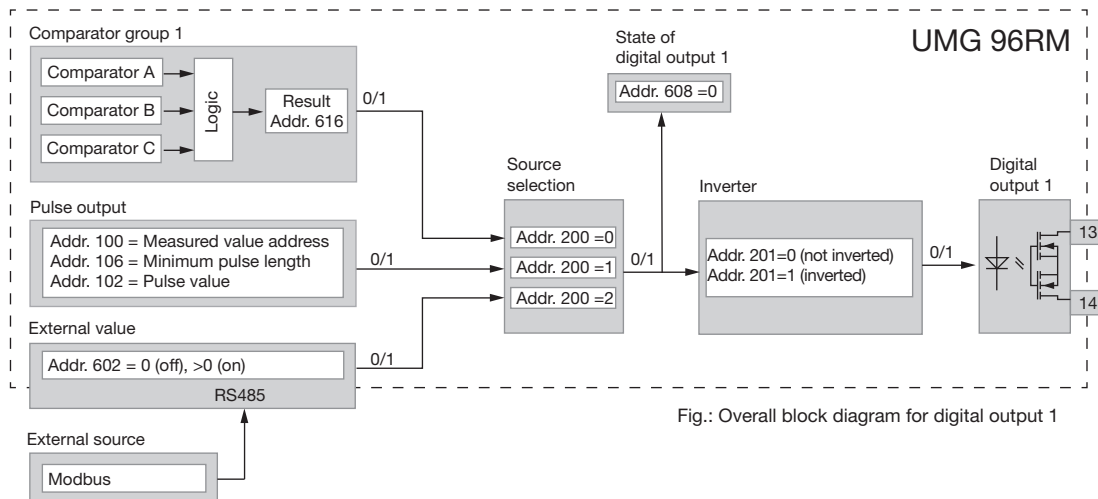 UMG 96RM
Comparator group 1
Comparator A
Comparator B
Comparator C
Logic
Result
Addr. 616
0/1
State of
digital output 1
Addr. 608 =0
Pulse output
Addr. 100 = Measured value address
Addr. 106 = Minimum pulse length
Addr. 102 = Pulse value
0/1
External value
Addr. 602 = 0 (off), >0 (on)
RS485
0/1
External source
Modbus
Source
selection
Addr. 200 =0
Addr. 200 =1
Addr. 200 =2
0/1
Inverter
Addr. 201=0 (not inverted)
Addr. 201=1 (inverted)
0/1
Digital
output 1
13
14
Fig.: Overall block diagram for digital output 1